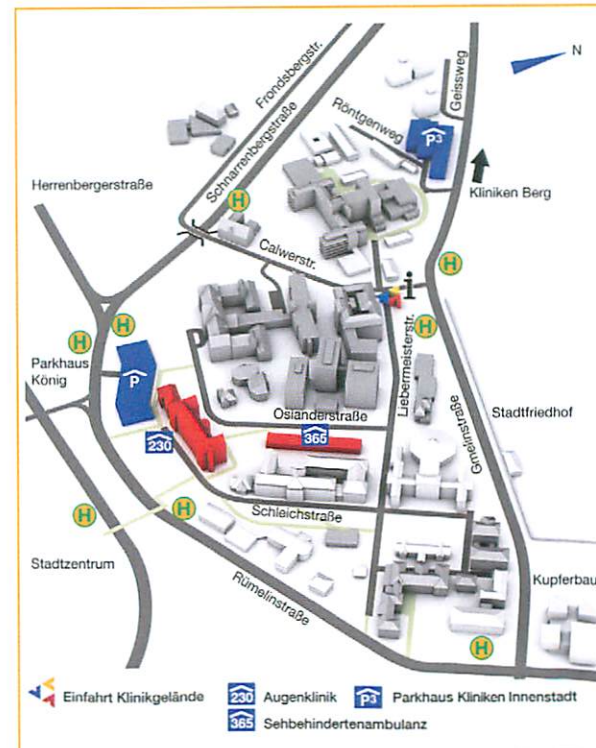 Frondsbergstr.
Schnarrenbergstraße
Geissweg
N
Röntgenweg
P3
Herrenbergerstraße
H
Kliniken Berg
Calwerstr.
H
i
H
H
H
Liebermeisterstr.
Parkhaus
König
P
Stadtfriedhof
Gmelinstraße
Oslanderstraße
230
365
H
H
Schleichstraße
Stadtzentrum
Rümelinstraße
Kupferbau
H
Einfahrt Klinikgelände
230 Augenklinik
P3 Parkhaus Kliniken Innenstadt
365 Sehbehindertenambulanz